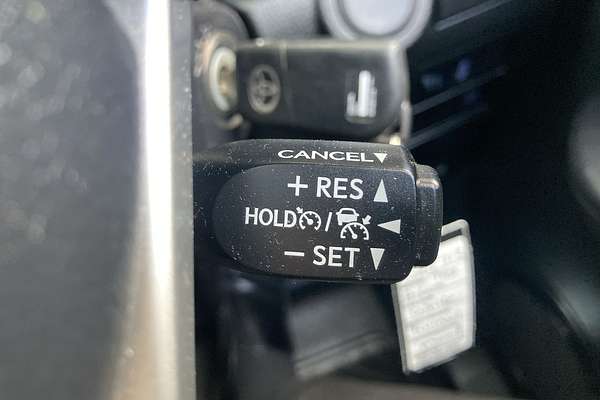 CANCEL▼
+ RES ▲
HOLD / ◄
− SET ▼